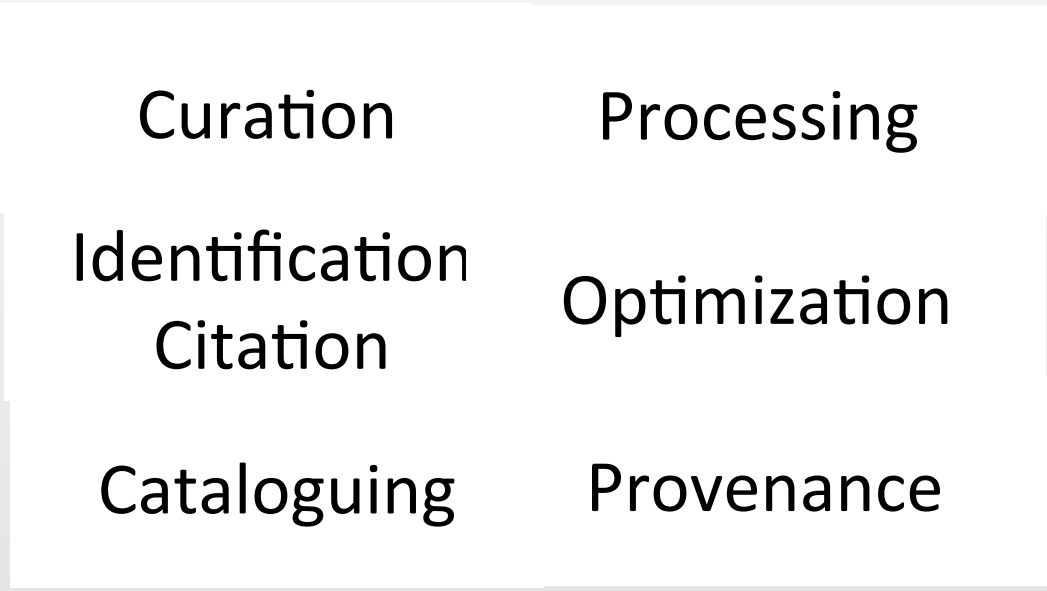 Curation
Processing
Identification
Citation
Optimization
Cataloguing
Provenance